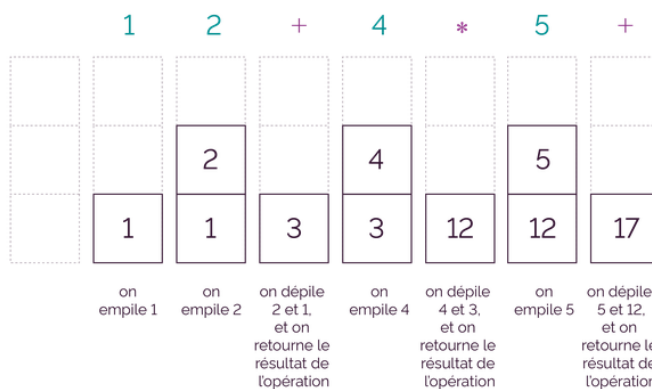 1 2 + 4 * 5 +
2 4 5
1 1 3 3 12 12 17
on
empile 1
on
empile 2
on dépile
2 et 1,
et on
retourne le
résultat de
l'opération
on
empile 4
on dépile
4 et 3,
et on
retourne le
résultat de
l'opération
on
empile 5
on dépile
5 et 12,
et on
retourne le
résultat de
l'opération